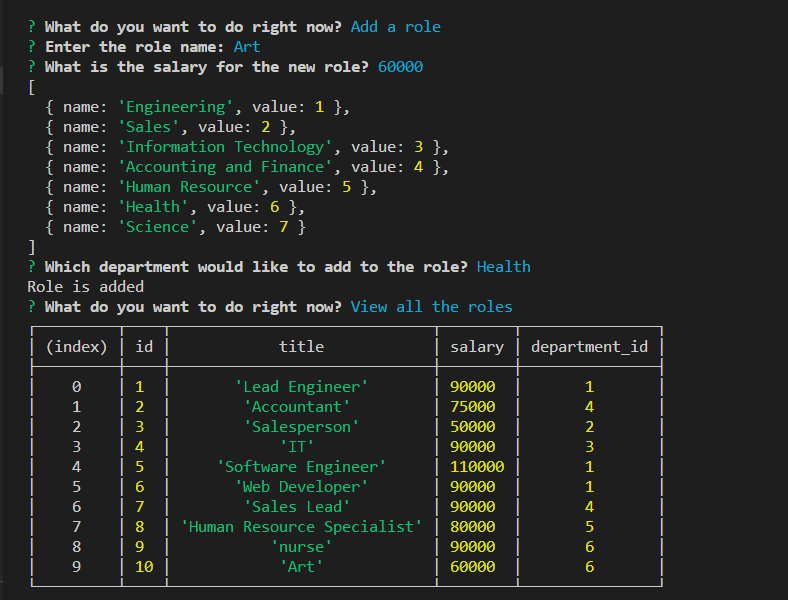 ? What do you want to do right now? Add a role
? Enter the role name: Art
? What is the salary for the new role? 60000
[
  { name: 'Engineering', value: 1 },
  { name: 'Sales', value: 2 },
  { name: 'Information Technology', value: 3 },
  { name: 'Accounting and Finance', value: 4 },
  { name: 'Human Resource', value: 5 },
  { name: 'Health', value: 6 },
  { name: 'Science', value: 7 }
]
? Which department would like to add to the role? Health
Role is added
? What do you want to do right now? View all the roles
(index) id title salary department_id
0 1 'Lead Engineer' 90000 1
1 2 'Accountant' 75000 4
2 3 'Salesperson' 50000 2
3 4 'IT' 90000 3
4 5 'Software Engineer' 110000 1
5 6 'Web Developer' 90000 1
6 7 'Sales Lead' 90000 4
7 8 'Human Resource Specialist' 80000 5
8 9 'nurse' 90000 6
9 10 'Art' 60000 6